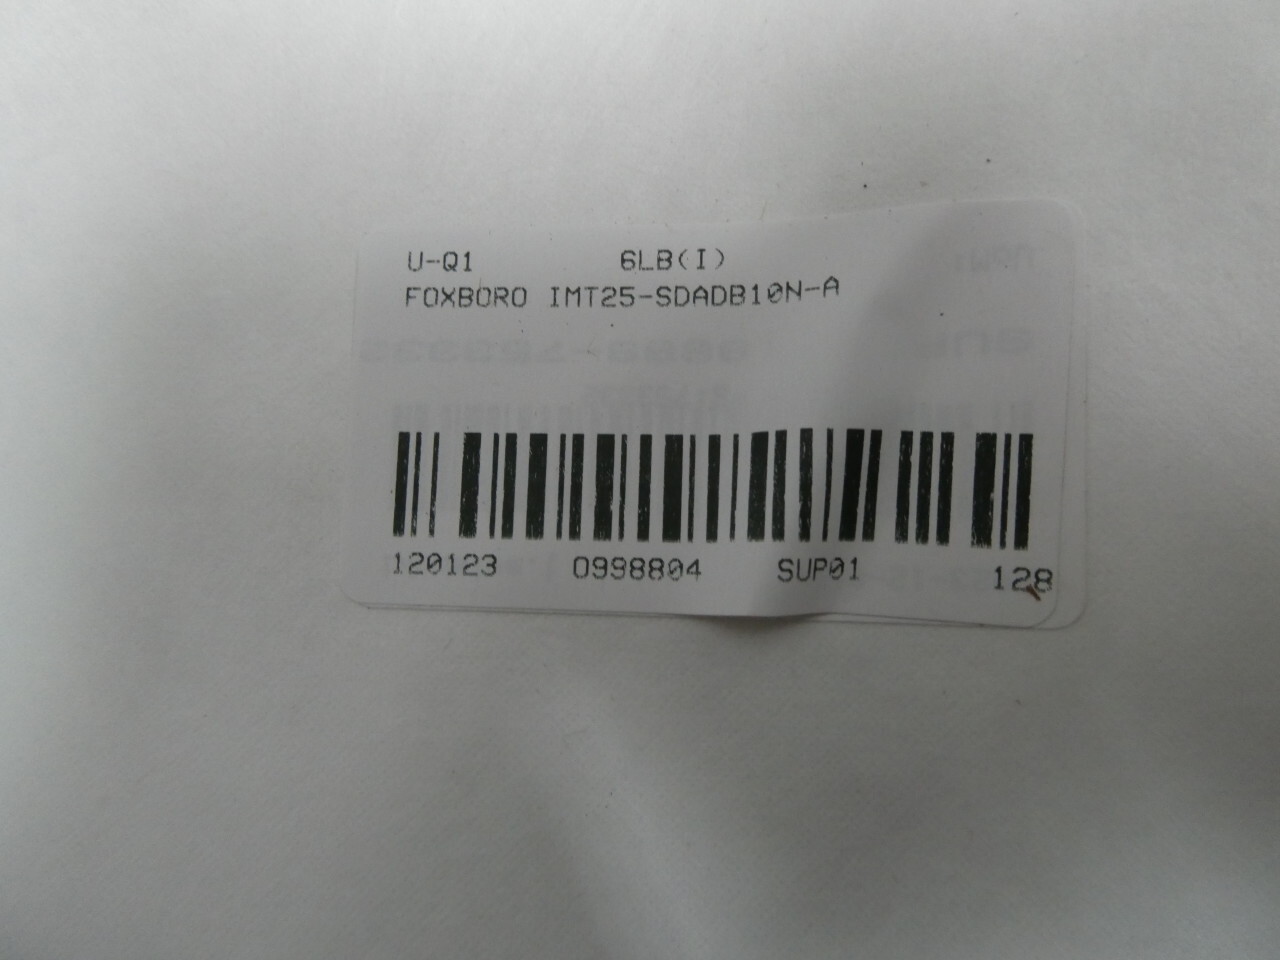 U-Q1 6LB(I)
FOXBORO IMT25-SDADB10N-A
120123 0998804 SUP01 128